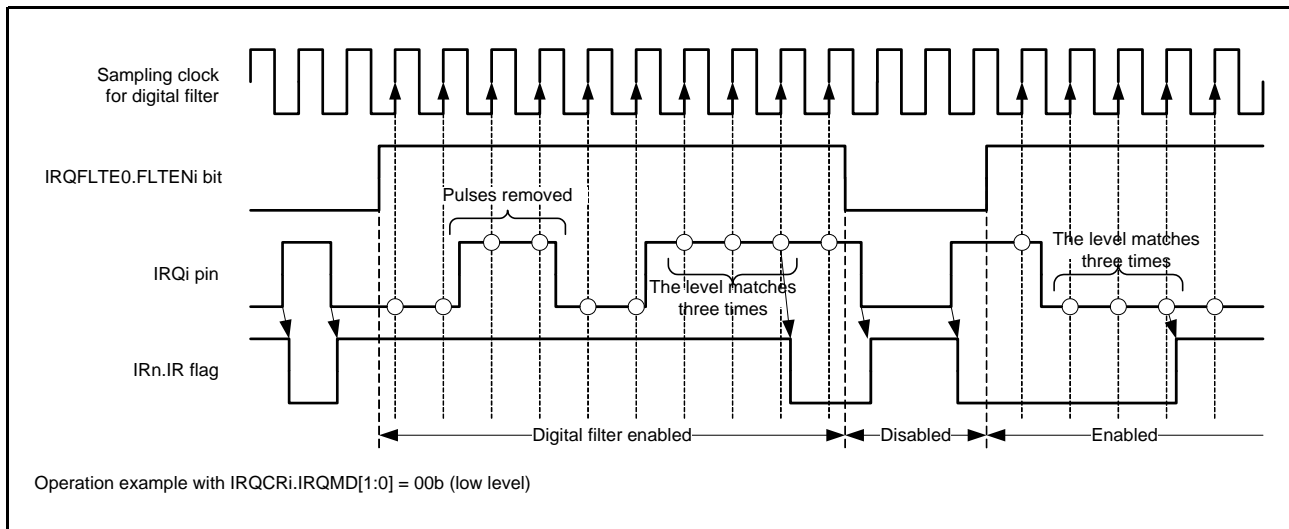 Sampling clock
for digital filter
IRQFLTE0.FLTENi bit
Pulses removed
IRQi pin
The level matches
three times
The level matches
three times
IRn.IR flag
Digital filter enabled
Disabled
Enabled
Operation example with IRQCRi.IRQMD[1:0] = 00b (low level)